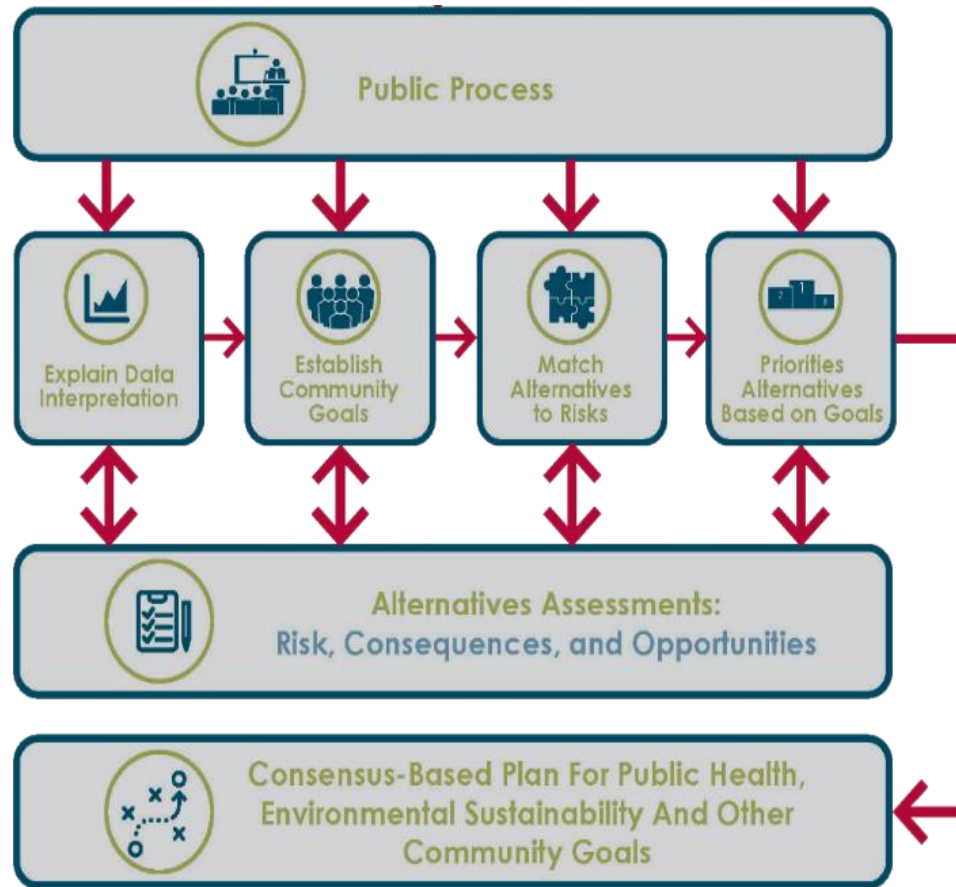 Public Process
Explain Data
Interpretation
Establish
Community
Goals
Match
Alternatives
to Risks
Priorities
Alternatives
Based on Goals
Alternatives Assessments:
Risk, Consequences, and Opportunities
Consensus-Based Plan For Public Health,
Environmental Sustainability And Other
Community Goals